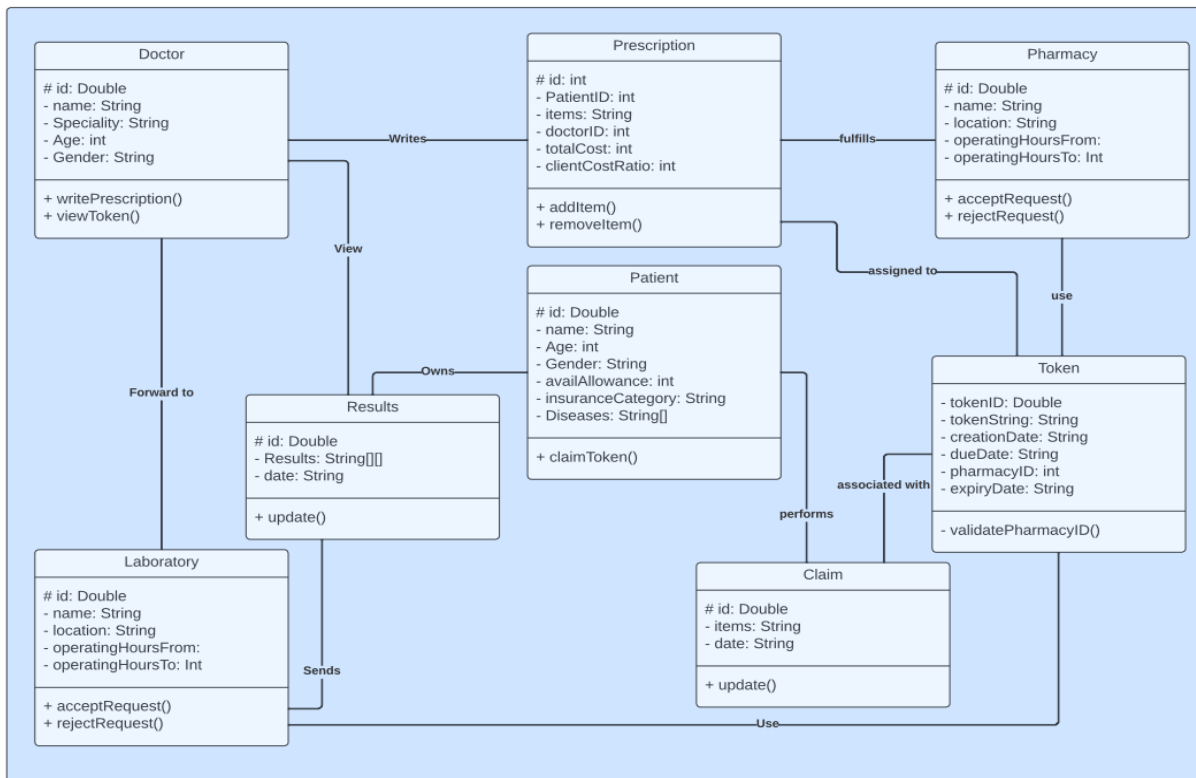 Doctor
# id: Double
- name: String
- Speciality: String
- Age: int
- Gender: String
+ writePrescription()
+ viewToken()
Writes
Prescription
# id: int
- PatientID: int
- items: String
- doctorID: int
- totalCost: int
- clientCostRatio: int
+ addItem()
+ removeItem()
fulfills
Pharmacy
# id: Double
- name: String
- location: String
- operatingHoursFrom:
- operatingHoursTo: Int
+ acceptRequest()
+ rejectRequest()
View
assigned to
use
Patient
# id: Double
- name: String
- Age: int
- Gender: String
- availAllowance: int
- insuranceCategory: String
- Diseases: String[]
+ claimToken()
Owns
Forward to
Results
# id: Double
- Results: String[][]
- date: String
+ update()
Token
- tokenID: Double
- tokenString: String
- creationDate: String
- dueDate: String
- pharmacyID: int
- expiryDate: String
- validatePharmacyID()
associated with
performs
Laboratory
# id: Double
- name: String
- location: String
- operatingHoursFrom:
- operatingHoursTo: Int
+ acceptRequest()
+ rejectRequest()
Sends
Claim
# id: Double
- items: String
- date: String
+ update()
Use